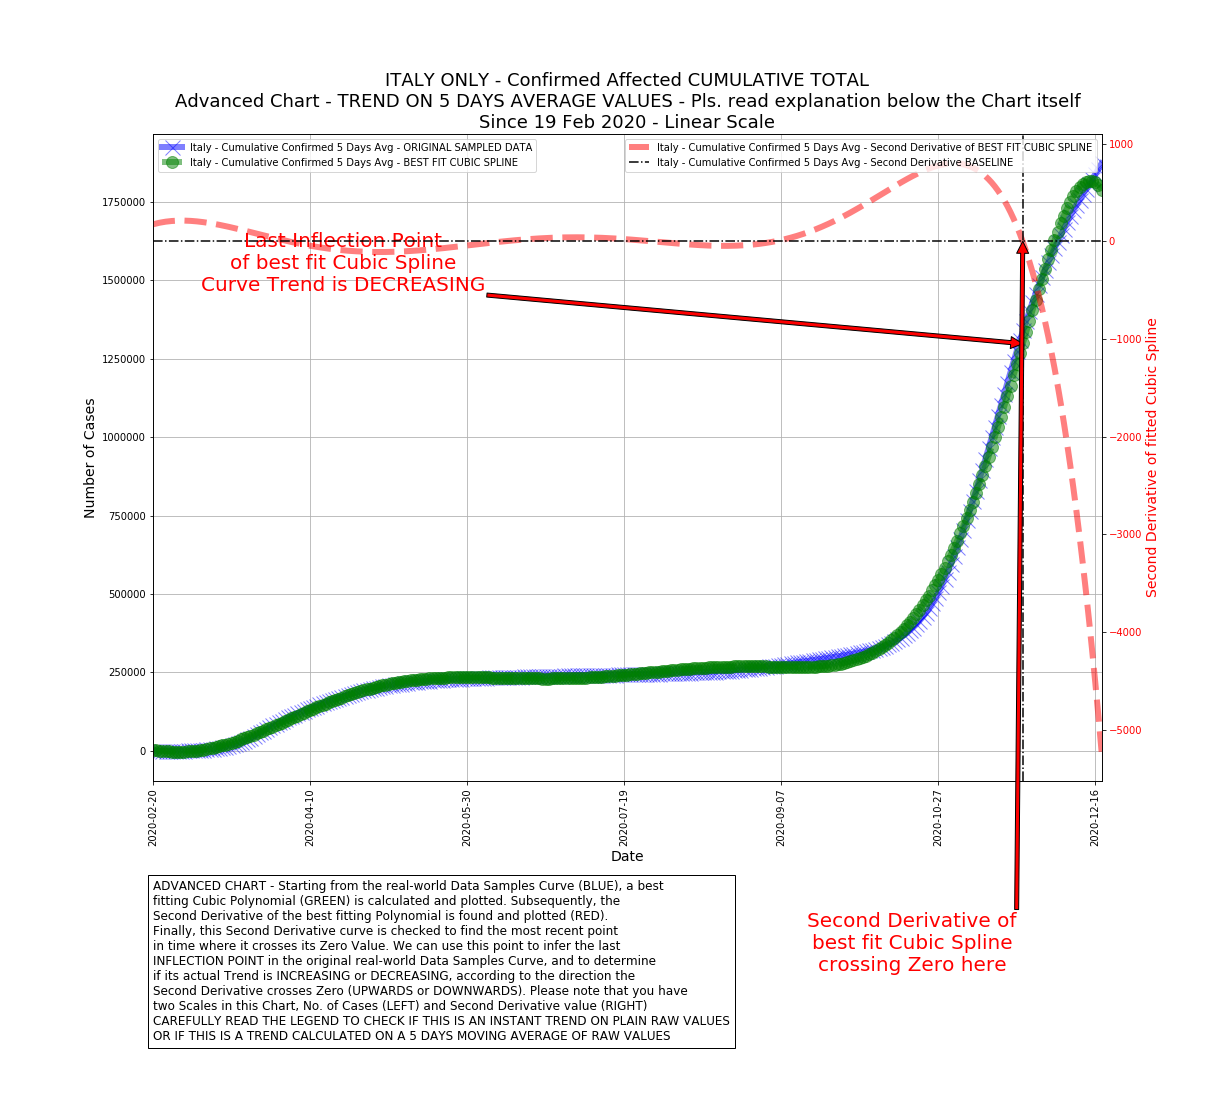 ITALY ONLY - Confirmed Affected CUMULATIVE TOTAL
Advanced Chart - TREND ON 5 DAYS AVERAGE VALUES - Pls. read explanation below the Chart itself
Since 19 Feb 2020 - Linear Scale
Italy - Cumulative Confirmed 5 Days Avg - ORIGINAL SAMPLED DATA
Italy - Cumulative Confirmed 5 Days Avg - BEST FIT CUBIC SPLINE
Italy - Cumulative Confirmed 5 Days Avg - Second Derivative of BEST FIT CUBIC SPLINE
Italy - Cumulative Confirmed 5 Days Avg - Second Derivative BASELINE
Last Inflection Point
of best fit Cubic Spline
Curve Trend is DECREASING
Number of Cases
1750000
1500000
1250000
1000000
750000
500000
250000
0
1000
0
−1000
−2000
−3000
−4000
−5000
Second Derivative of fitted Cubic Spline
2020-02-20
2020-04-10
2020-05-30
2020-07-19
2020-09-07
2020-10-27
2020-12-16
Date
ADVANCED CHART - Starting from the real-world Data Samples Curve (BLUE), a best
fitting Cubic Polynomial (GREEN) is calculated and plotted. Subsequently, the
Second Derivative of the best fitting Polynomial is found and plotted (RED).
Finally, this Second Derivative curve is checked to find the most recent point
in time where it crosses its Zero Value. We can use this point to infer the last
INFLECTION POINT in the original real-world Data Samples Curve, and to determine
if its actual Trend is INCREASING or DECREASING, according to the direction the
Second Derivative crosses Zero (UPWARDS or DOWNWARDS). Please note that you have
two Scales in this Chart, No. of Cases (LEFT) and Second Derivative value (RIGHT)
CAREFULLY READ THE LEGEND TO CHECK IF THIS IS AN INSTANT TREND ON PLAIN RAW VALUES
OR IF THIS IS A TREND CALCULATED ON A 5 DAYS MOVING AVERAGE OF RAW VALUES
Second Derivative of
best fit Cubic Spline
crossing Zero here